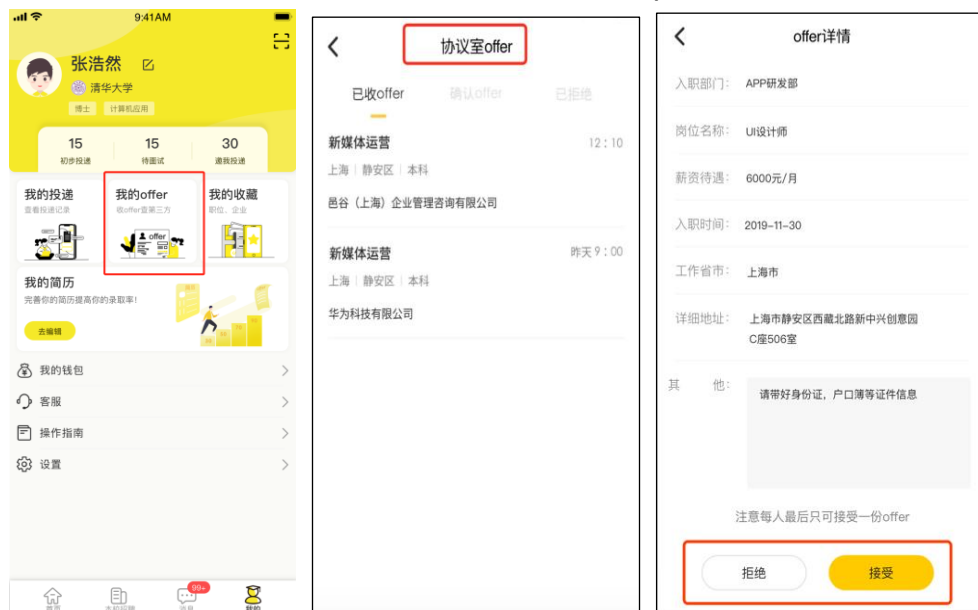 9:41AM
张浩然
清华大学
博士 计算机应用
15 15 30
初步投递 待面试 邀我投递
我的投递 我的offer 我的收藏
查看投递记录 收offer签第三方 职位、企业
offer
我的简历
完善你的简历提高你的录取率!
去编辑
我的钱包
客服
操作指南
设置
99+
首页 消息 我的
协议室offer
已收offer 确认offer 已拒绝
新媒体运营 12:10
上海 静安区 本科
邑谷(上海)企业管理咨询有限公司
新媒体运营 昨天9:00
上海 静安区 本科
华为科技有限公司
offer详情
入职部门: APP研发部
岗位名称: UI设计师
薪资待遇: 6000元/月
入职时间: 2019-11-30
工作省市: 上海市
详细地址: 上海市静安区西藏北路新中兴创意园
C座506室
其 他: 请带好身份证,户口薄等证件信息
注意每人最后只可接受一份offer
拒绝 接受